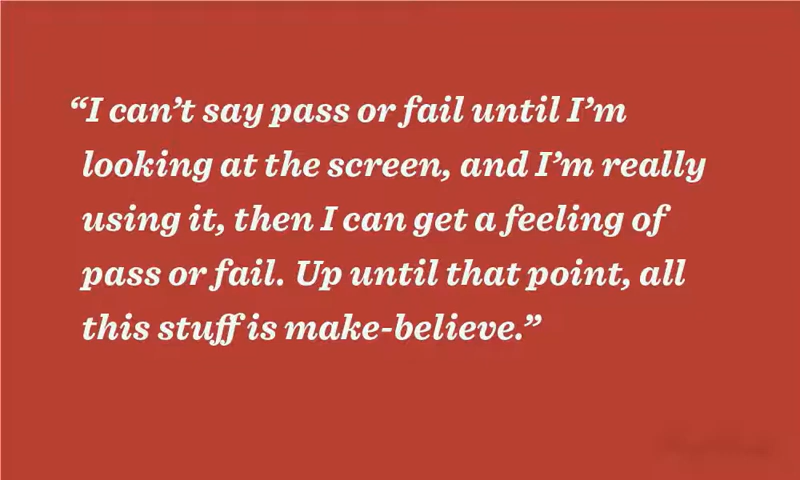 “I can’t say pass or fail until I’m
looking at the screen, and I’m really
using it, then I can get a feeling of
pass or fail. Up until that point, all
this stuff is make-believe.”